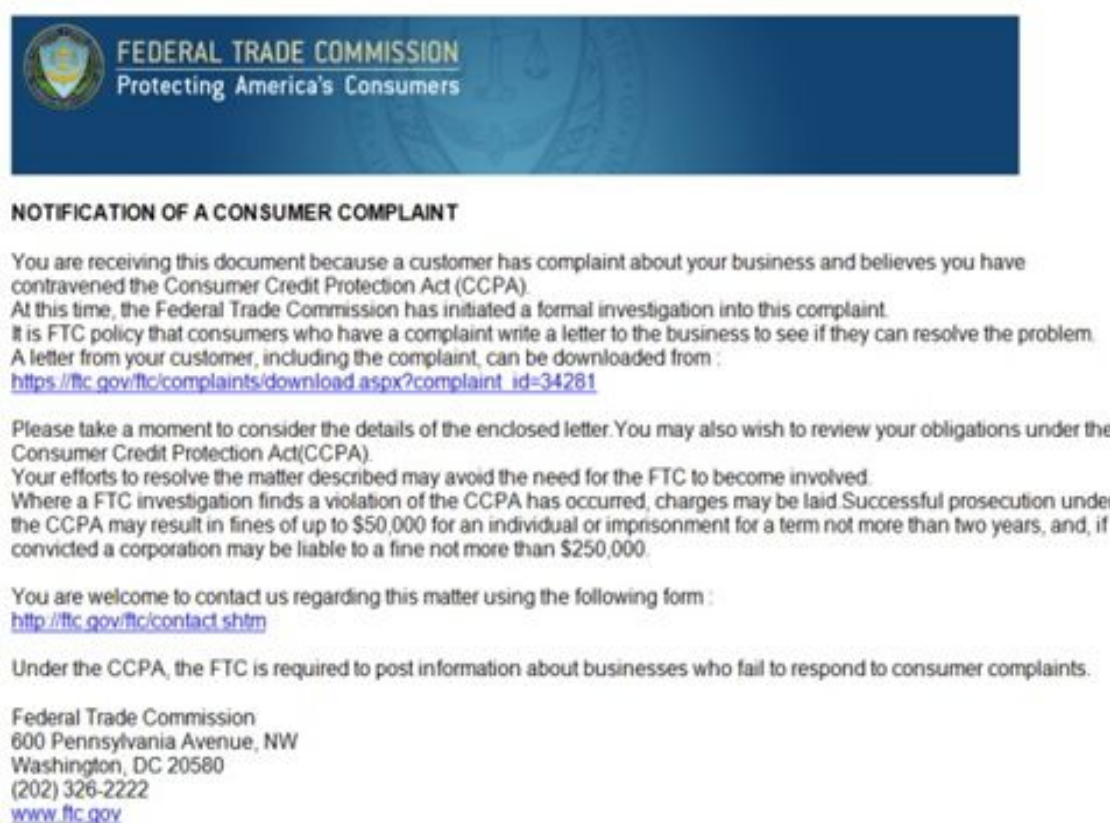 FEDERAL TRADE COMMISSION
Protecting America's Consumers
NOTIFICATION OF A CONSUMER COMPLAINT
You are receiving this document because a customer has complaint about your business and believes you have
contravened the Consumer Credit Protection Act (CCPA).
At this time, the Federal Trade Commission has initiated a formal investigation into this complaint.
It is FTC policy that consumers who have a complaint write a letter to the business to see if they can resolve the problem.
A letter from your customer, including the complaint, can be downloaded from :
https://ftc.gov/ftc/complaints/download.aspx?complaint_id=34281
Please take a moment to consider the details of the enclosed letter.You may also wish to review your obligations under the
Consumer Credit Protection Act(CCPA).
Your efforts to resolve the matter described may avoid the need for the FTC to become involved.
Where a FTC investigation finds a violation of the CCPA has occurred, charges may be laid.Successful prosecution under
the CCPA may result in fines of up to $50,000 for an individual or imprisonment for a term not more than two years, and, if
convicted a corporation may be liable to a fine not more than $250,000.
You are welcome to contact us regarding this matter using the following form :
http://ftc.gov/ftc/contact.shtm
Under the CCPA, the FTC is required to post information about businesses who fail to respond to consumer complaints.
Federal Trade Commission
600 Pennsylvania Avenue, NW
Washington, DC 20580
(202) 326-2222
www.ftc.gov